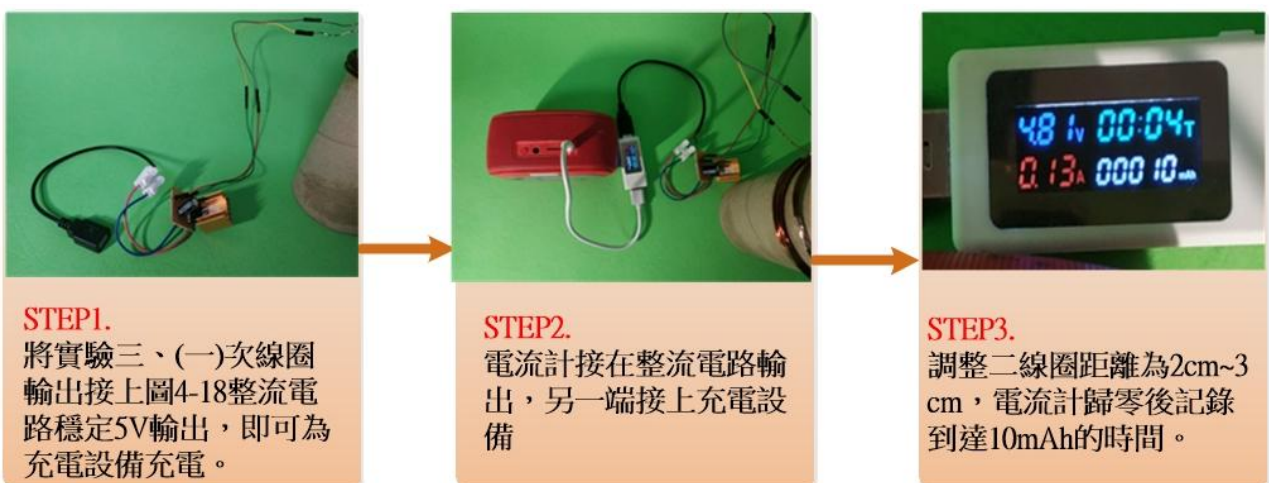 STEP1.
將實驗三、(一)次線圈
輸出接上圖4-18整流電
路穩定5V輸出，即可為
充電設備充電。
STEP2.
電流計接在整流電路輸
出，另一端接上充電設
備
4.81V 00:04T
0.13A 00010mAh
STEP3.
調整二線圈距離為2cm~3
cm，電流計歸零後記錄
到達10mAh的時間。